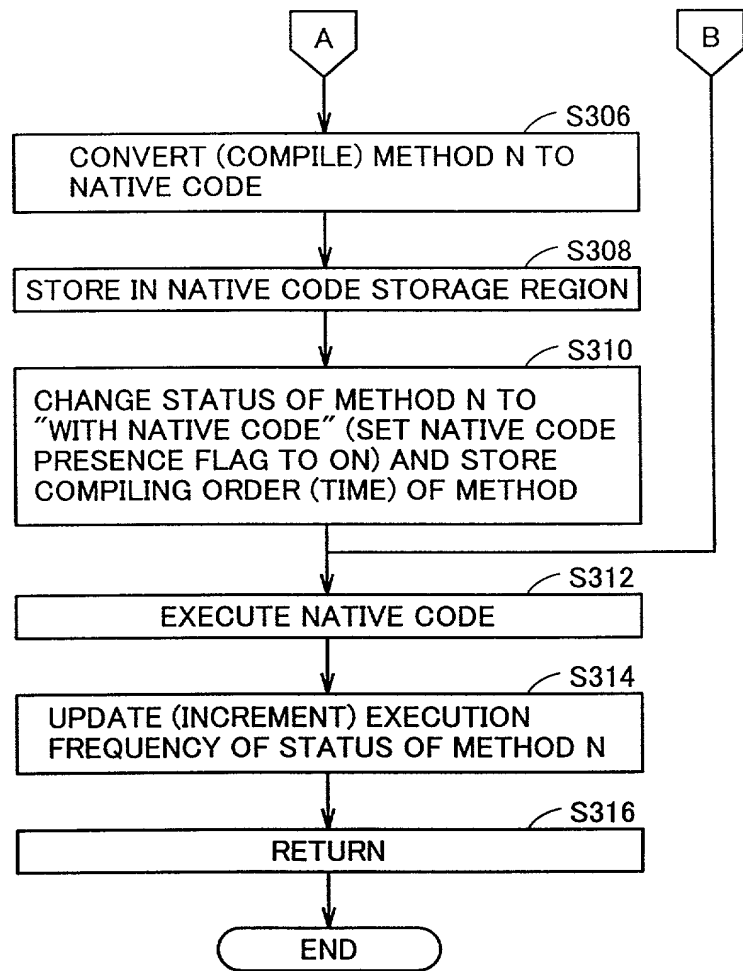 A
B
S306
CONVERT (COMPILE) METHOD N TO
NATIVE CODE
S308
STORE IN NATIVE CODE STORAGE REGION
S310
CHANGE STATUS OF METHOD N TO
"WITH NATIVE CODE" (SET NATIVE CODE
PRESENCE FLAG TO ON) AND STORE
COMPILING ORDER (TIME) OF METHOD
S312
EXECUTE NATIVE CODE
S314
UPDATE (INCREMENT) EXECUTION
FREQUENCY OF STATUS OF METHOD N
S316
RETURN
END